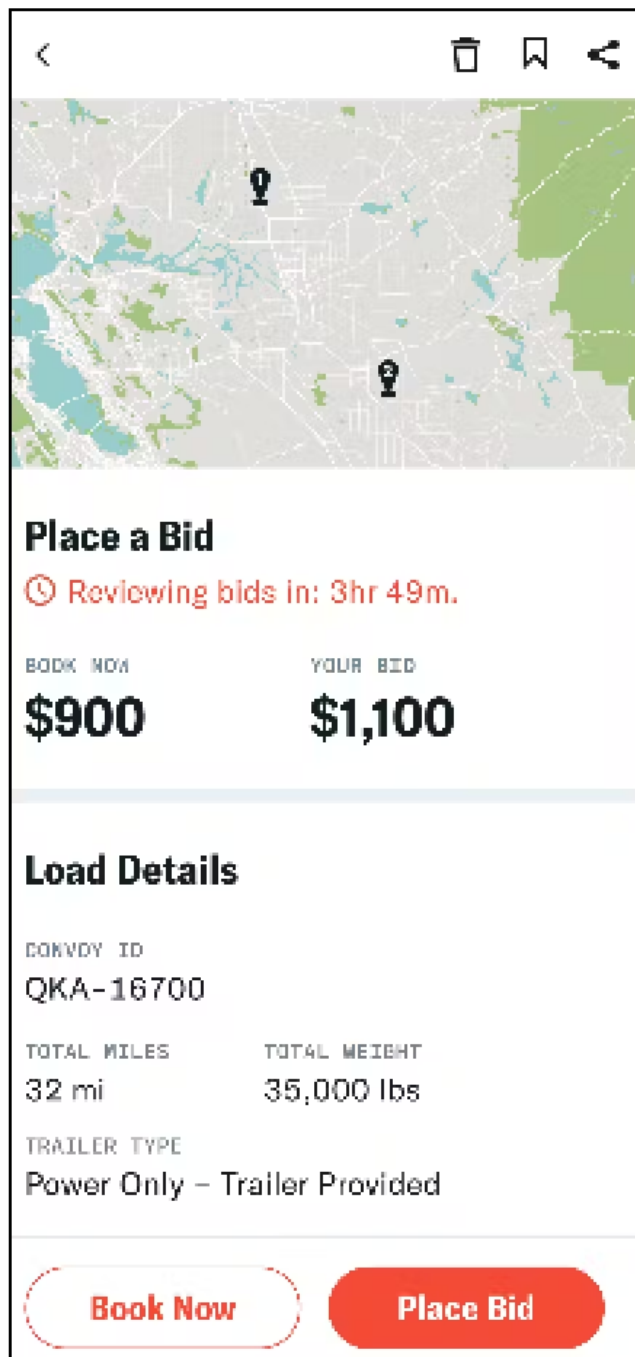 1
2
Place a Bid
Reviewing bids in: 3hr 49m.
BOOK NOW YOUR BID
$900 $1,100
Load Details
CONVOY ID
QKA-16700
TOTAL MILES TOTAL WEIGHT
32 mi 35,000 lbs
TRAILER TYPE
Power Only – Trailer Provided
Book Now Place Bid